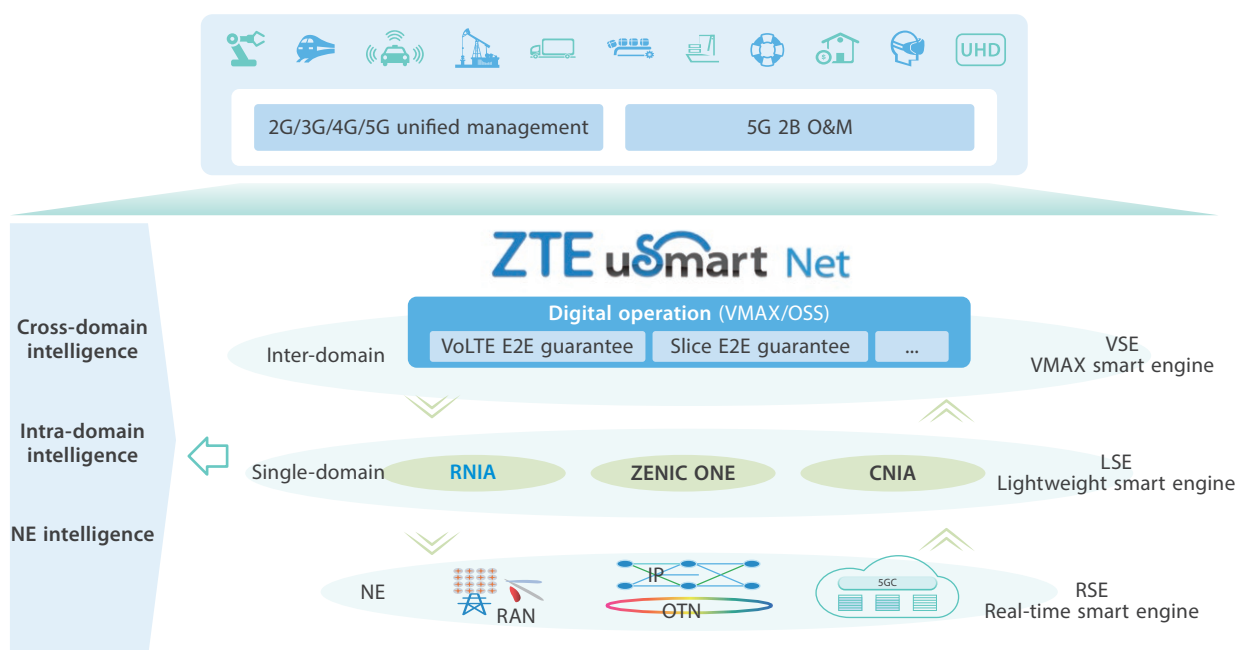 UHD
2G/3G/4G/5G unified management
5G 2B O&M
ZTE uSmart Net
Digital operation (VMAX/OSS)
VoLTE E2E guarantee
Slice E2E guarantee
...
Cross-domain
intelligence
Inter-domain
VSE
VMAX smart engine
Intra-domain
intelligence
Single-domain
RNIA
ZENIC ONE
CNIA
LSE
Lightweight smart engine
NE intelligence
NE
RAN
IP
OTN
5GC
RSE
Real-time smart engine